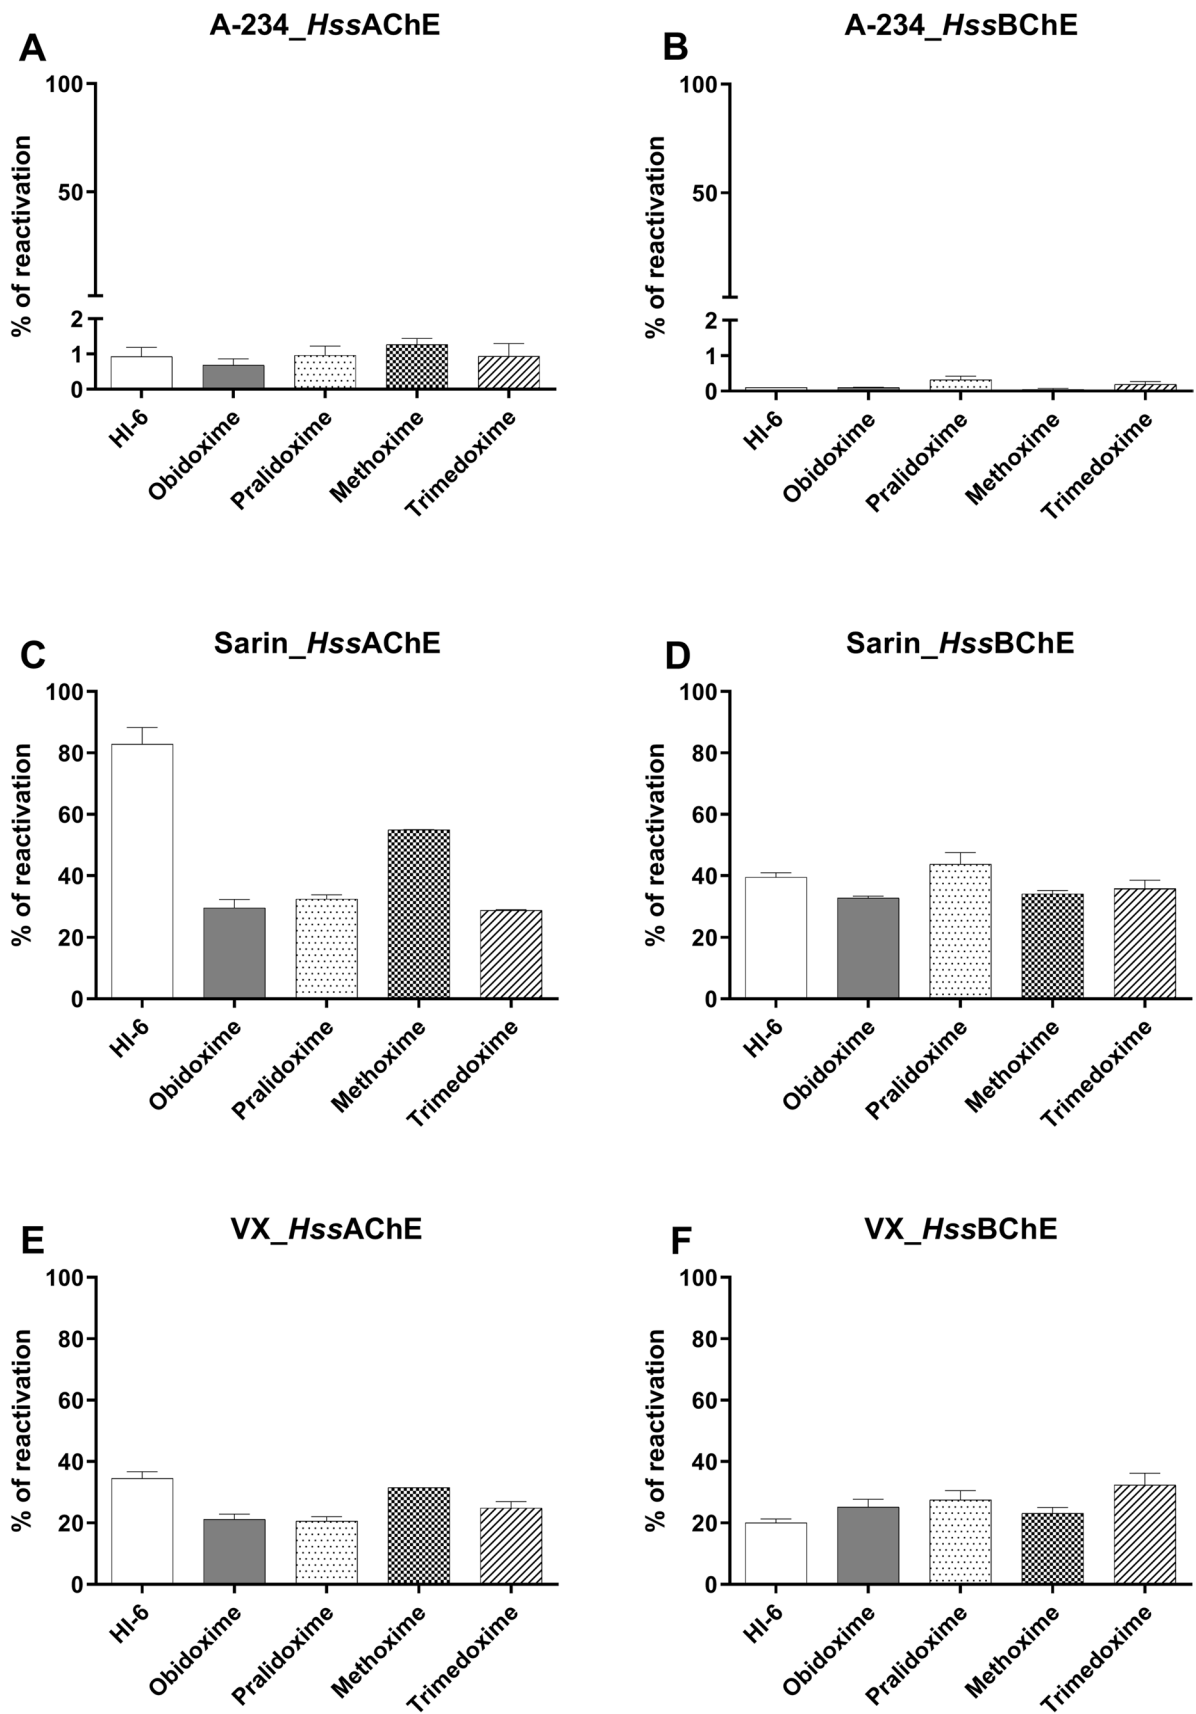 A
A-234_HssAChE
% of reactivation
100
50
2
1
0
HI-6
Obidoxime
Pralidoxime
Methoxime
Trimedoxime
B
A-234_HssBChE
% of reactivation
100
50
2
1
0
HI-6
Obidoxime
Pralidoxime
Methoxime
Trimedoxime
C
Sarin_HssAChE
% of reactivation
100
80
60
40
20
0
HI-6
Obidoxime
Pralidoxime
Methoxime
Trimedoxime
D
Sarin_HssBChE
% of reactivation
100
80
60
40
20
0
HI-6
Obidoxime
Pralidoxime
Methoxime
Trimedoxime
E
VX_HssAChE
% of reactivation
100
80
60
40
20
0
HI-6
Obidoxime
Pralidoxime
Methoxime
Trimedoxime
F
VX_HssBChE
% of reactivation
100
80
60
40
20
0
HI-6
Obidoxime
Pralidoxime
Methoxime
Trimedoxime